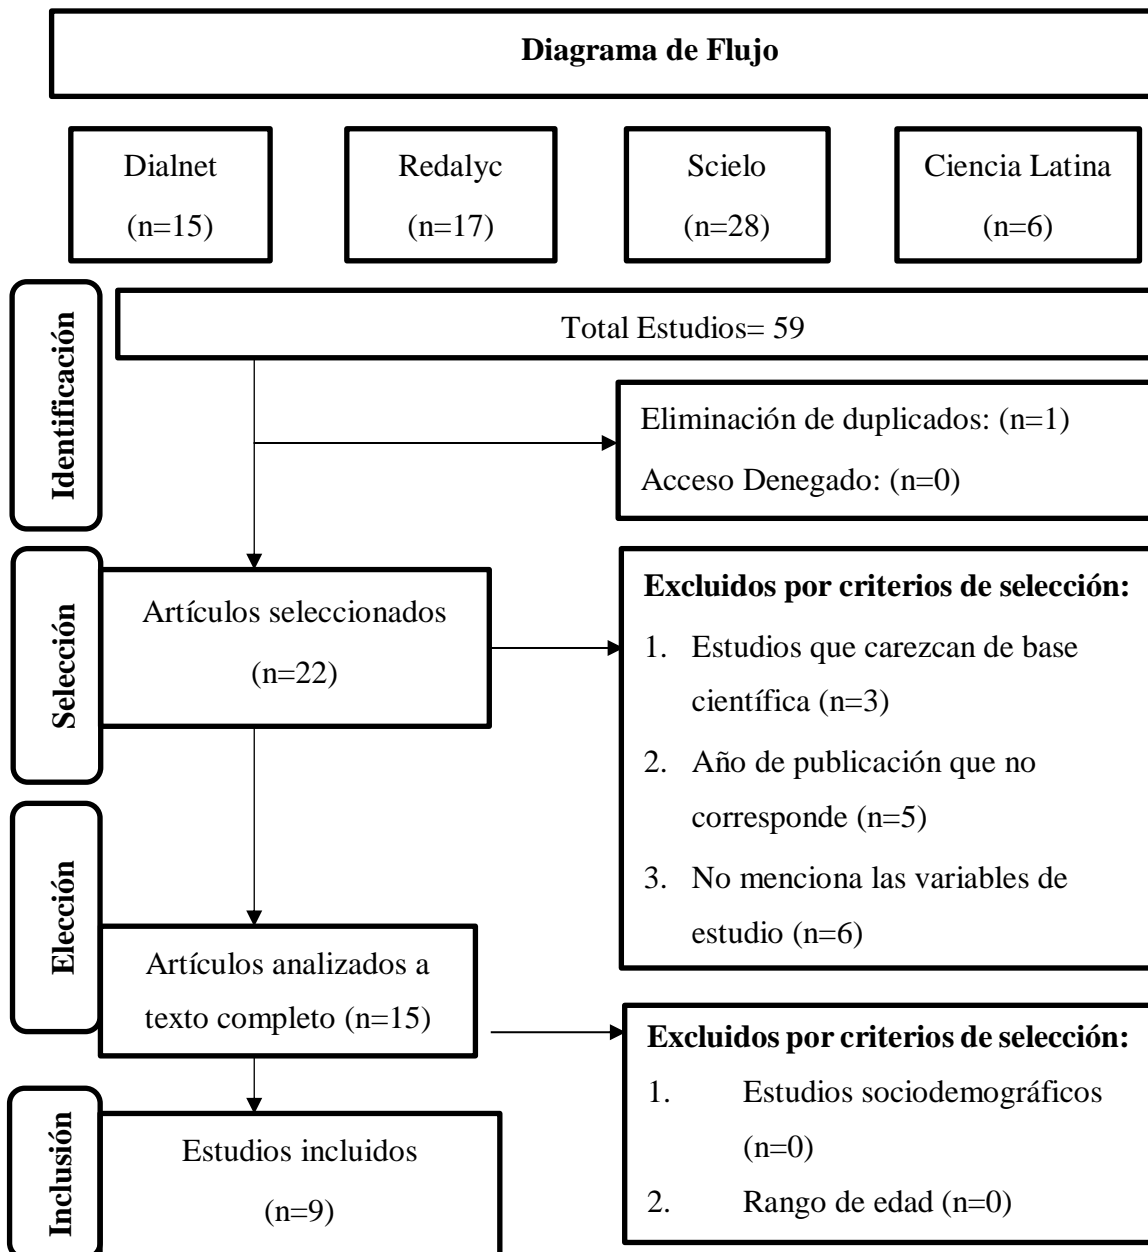 Diagrama de Flujo
Dialnet
(n=15)
Redalyc
(n=17)
Scielo
(n=28)
Ciencia Latina
(n=6)
Identificación
Total Estudios= 59
Eliminación de duplicados: (n=1)
Acceso Denegado: (n=0)
Selección
Artículos seleccionados
(n=22)
Excluidos por criterios de selección:
1. Estudios que carezcan de base
científica (n=3)
2. Año de publicación que no
corresponde (n=5)
3. No menciona las variables de
estudio (n=6)
Elección
Artículos analizados a
texto completo (n=15)
Excluidos por criterios de selección:
1. Estudios sociodemográficos
(n=0)
2. Rango de edad (n=0)
Inclusión
Estudios incluidos
(n=9)